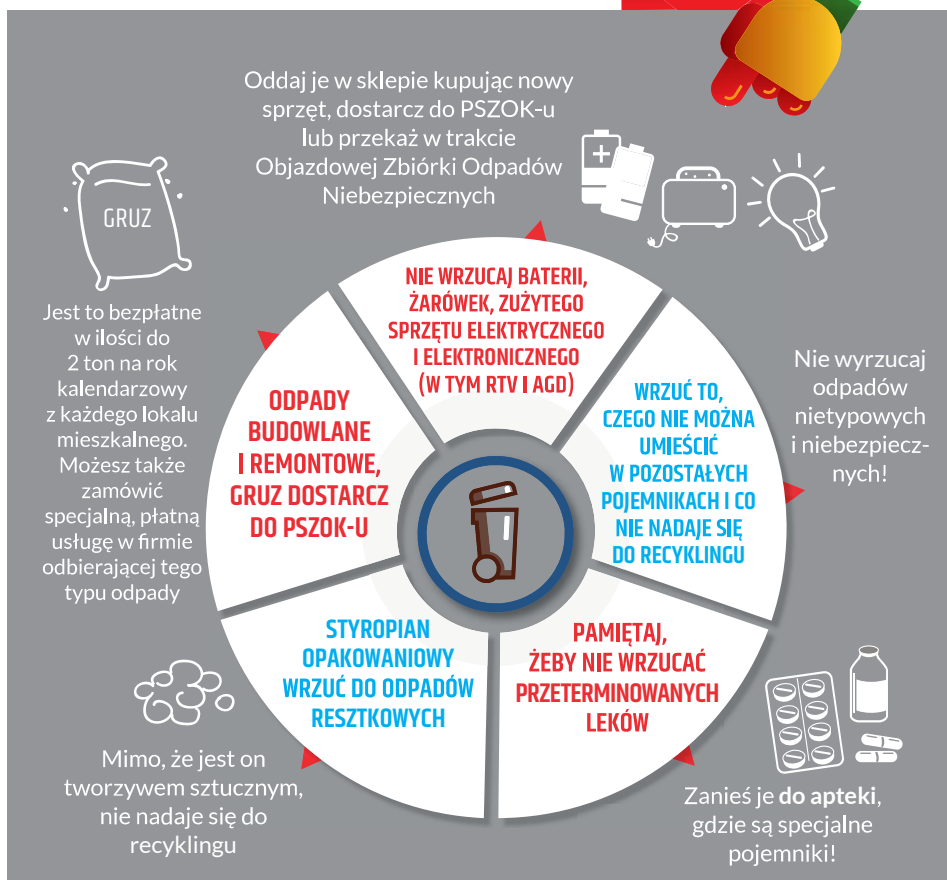 Oddaj je w sklepie kupując nowy
sprzęt, dostarcz do PSZOK-u
lub przekaż w trakcie
Objazdowej Zbiórki Odpadów
Niebezpiecznych
NIE WRZUCAJ BATERII,
ŻARÓWEK, ZUŻYTEGO
SPRZĘTU ELEKTRYCZNEGO
I ELEKTRONICZNEGO
(W TYM RTV I AGD)
WRZUĆ TO,
CZEGO NIE MOŻNA
UMIEŚCIĆ
W POZOSTAŁYCH
POJEMNIKACH I CO
NIE NADAJE SIĘ
DO RECYKLINGU
Nie wyrzucaj
odpadów
nietypowych
i niebezpiecz-
nych!
PAMIĘTAJ,
ŻEBY NIE WRZUCAĆ
PRZETERMINOWANYCH
LEKÓW
Zanieś je do apteki,
gdzie są specjalne
pojemniki!
STYROPIAN
OPAKOWANIOWY
WRZUĆ DO ODPADÓW
RESZTKOWYCH
Mimo, że jest on
tworzywem sztucznym,
nie nadaje się do
recyklingu
ODPADY
BUDOWLANE
I REMONTOWE,
GRUZ DOSTARCZ
DO PSZOK-U
GRUZ
Jest to bezpłatne
w ilości do
2 ton na rok
kalendarzowy
z każdego lokalu
mieszkalnego.
Możesz także
zamówić
specjalną, płatną
usługę w firmie
odbierającej tego
typu odpady